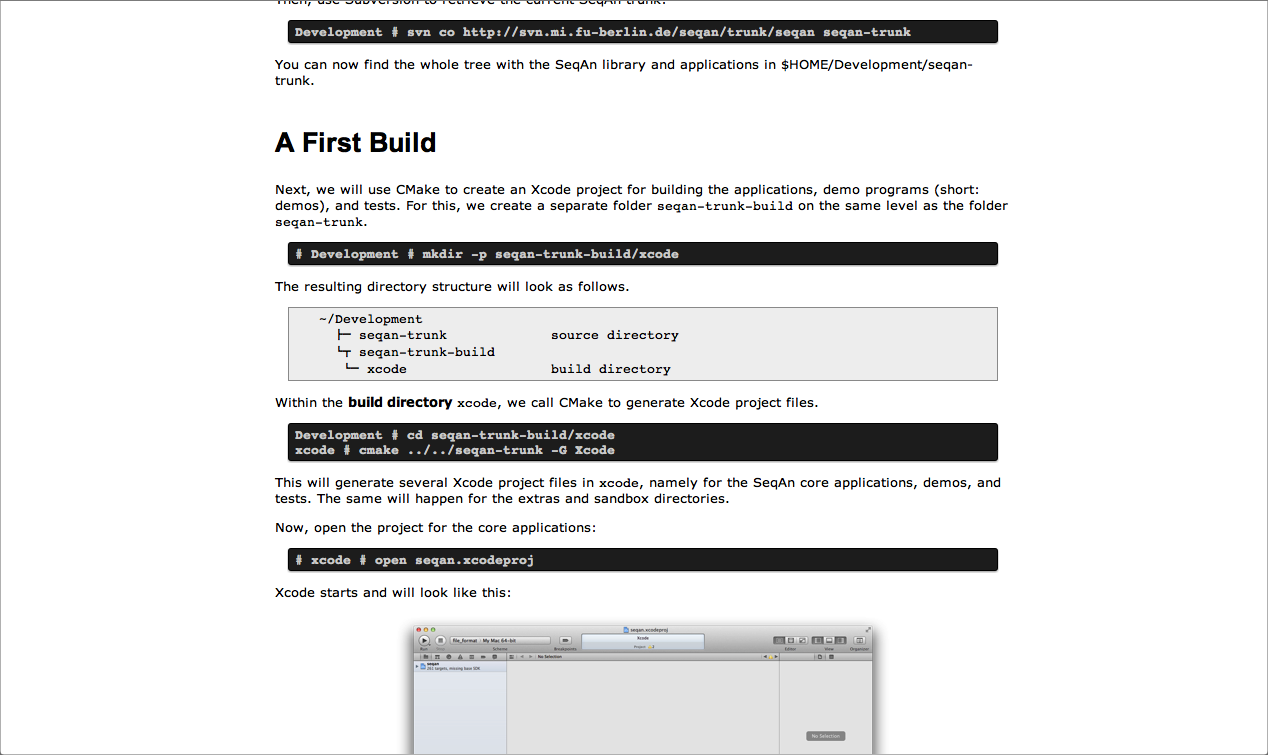 Then, use Subversion to retrieve the current SeqAn trunk:
Development # svn co http://svn.mi.fu-berlin.de/seqan/trunk/seqan seqan-trunk
You can now find the whole tree with the SeqAn library and applications in $HOME/Development/seqan-
trunk.
A First Build
Next, we will use CMake to create an Xcode project for building the applications, demo programs (short:
demos), and tests. For this, we create a separate folder seqan-trunk-build on the same level as the folder
seqan-trunk.
# Development # mkdir -p seqan-trunk-build/xcode
The resulting directory structure will look as follows.
~/Development
├─ seqan-trunk source directory
└┬ seqan-trunk-build
└─ xcode build directory
Within the build directory xcode, we call CMake to generate Xcode project files.
Development # cd seqan-trunk-build/xcode
xcode # cmake ../../seqan-trunk -G Xcode
This will generate several Xcode project files in xcode, namely for the SeqAn core applications, demos, and
tests. The same will happen for the extras and sandbox directories.
Now, open the project for the core applications:
# xcode # open seqan.xcodeproj
Xcode starts and will look like this:
seqan.xcodeproj
file_format My Mac 64-bit
Xcode
Project 2
Run Stop Scheme Breakpoints Editor View Organizer
No Selection
seqan
262 targets, missing base SDK
No Selection